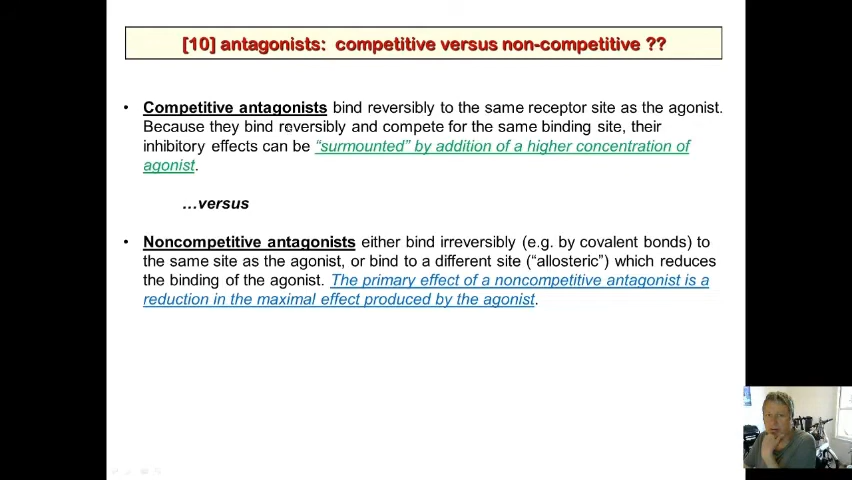 [10] antagonists: competitive versus non-competitive ??
• Competitive antagonists bind reversibly to the same receptor site as the agonist.
Because they bind reversibly and compete for the same binding site, their
inhibitory effects can be “surmounted” by addition of a higher concentration of
agonist.
…versus
• Noncompetitive antagonists either bind irreversibly (e.g. by covalent bonds) to
the same site as the agonist, or bind to a different site (“allosteric”) which reduces
the binding of the agonist. The primary effect of a noncompetitive antagonist is a
reduction in the maximal effect produced by the agonist.